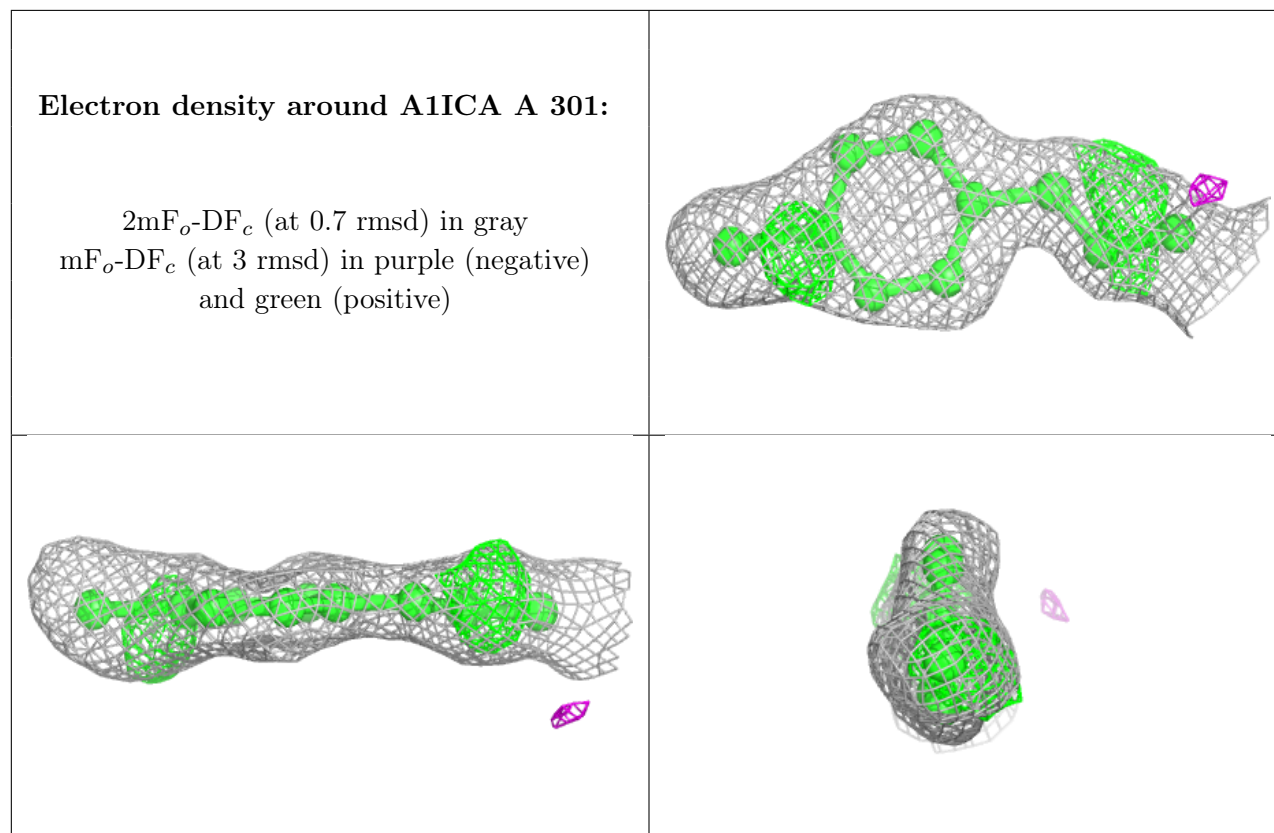 Electron density around A1ICA A 301:
2mFo-DFc (at 0.7 rmsd) in gray
mFo-DFc (at 3 rmsd) in purple (negative)
and green (positive)